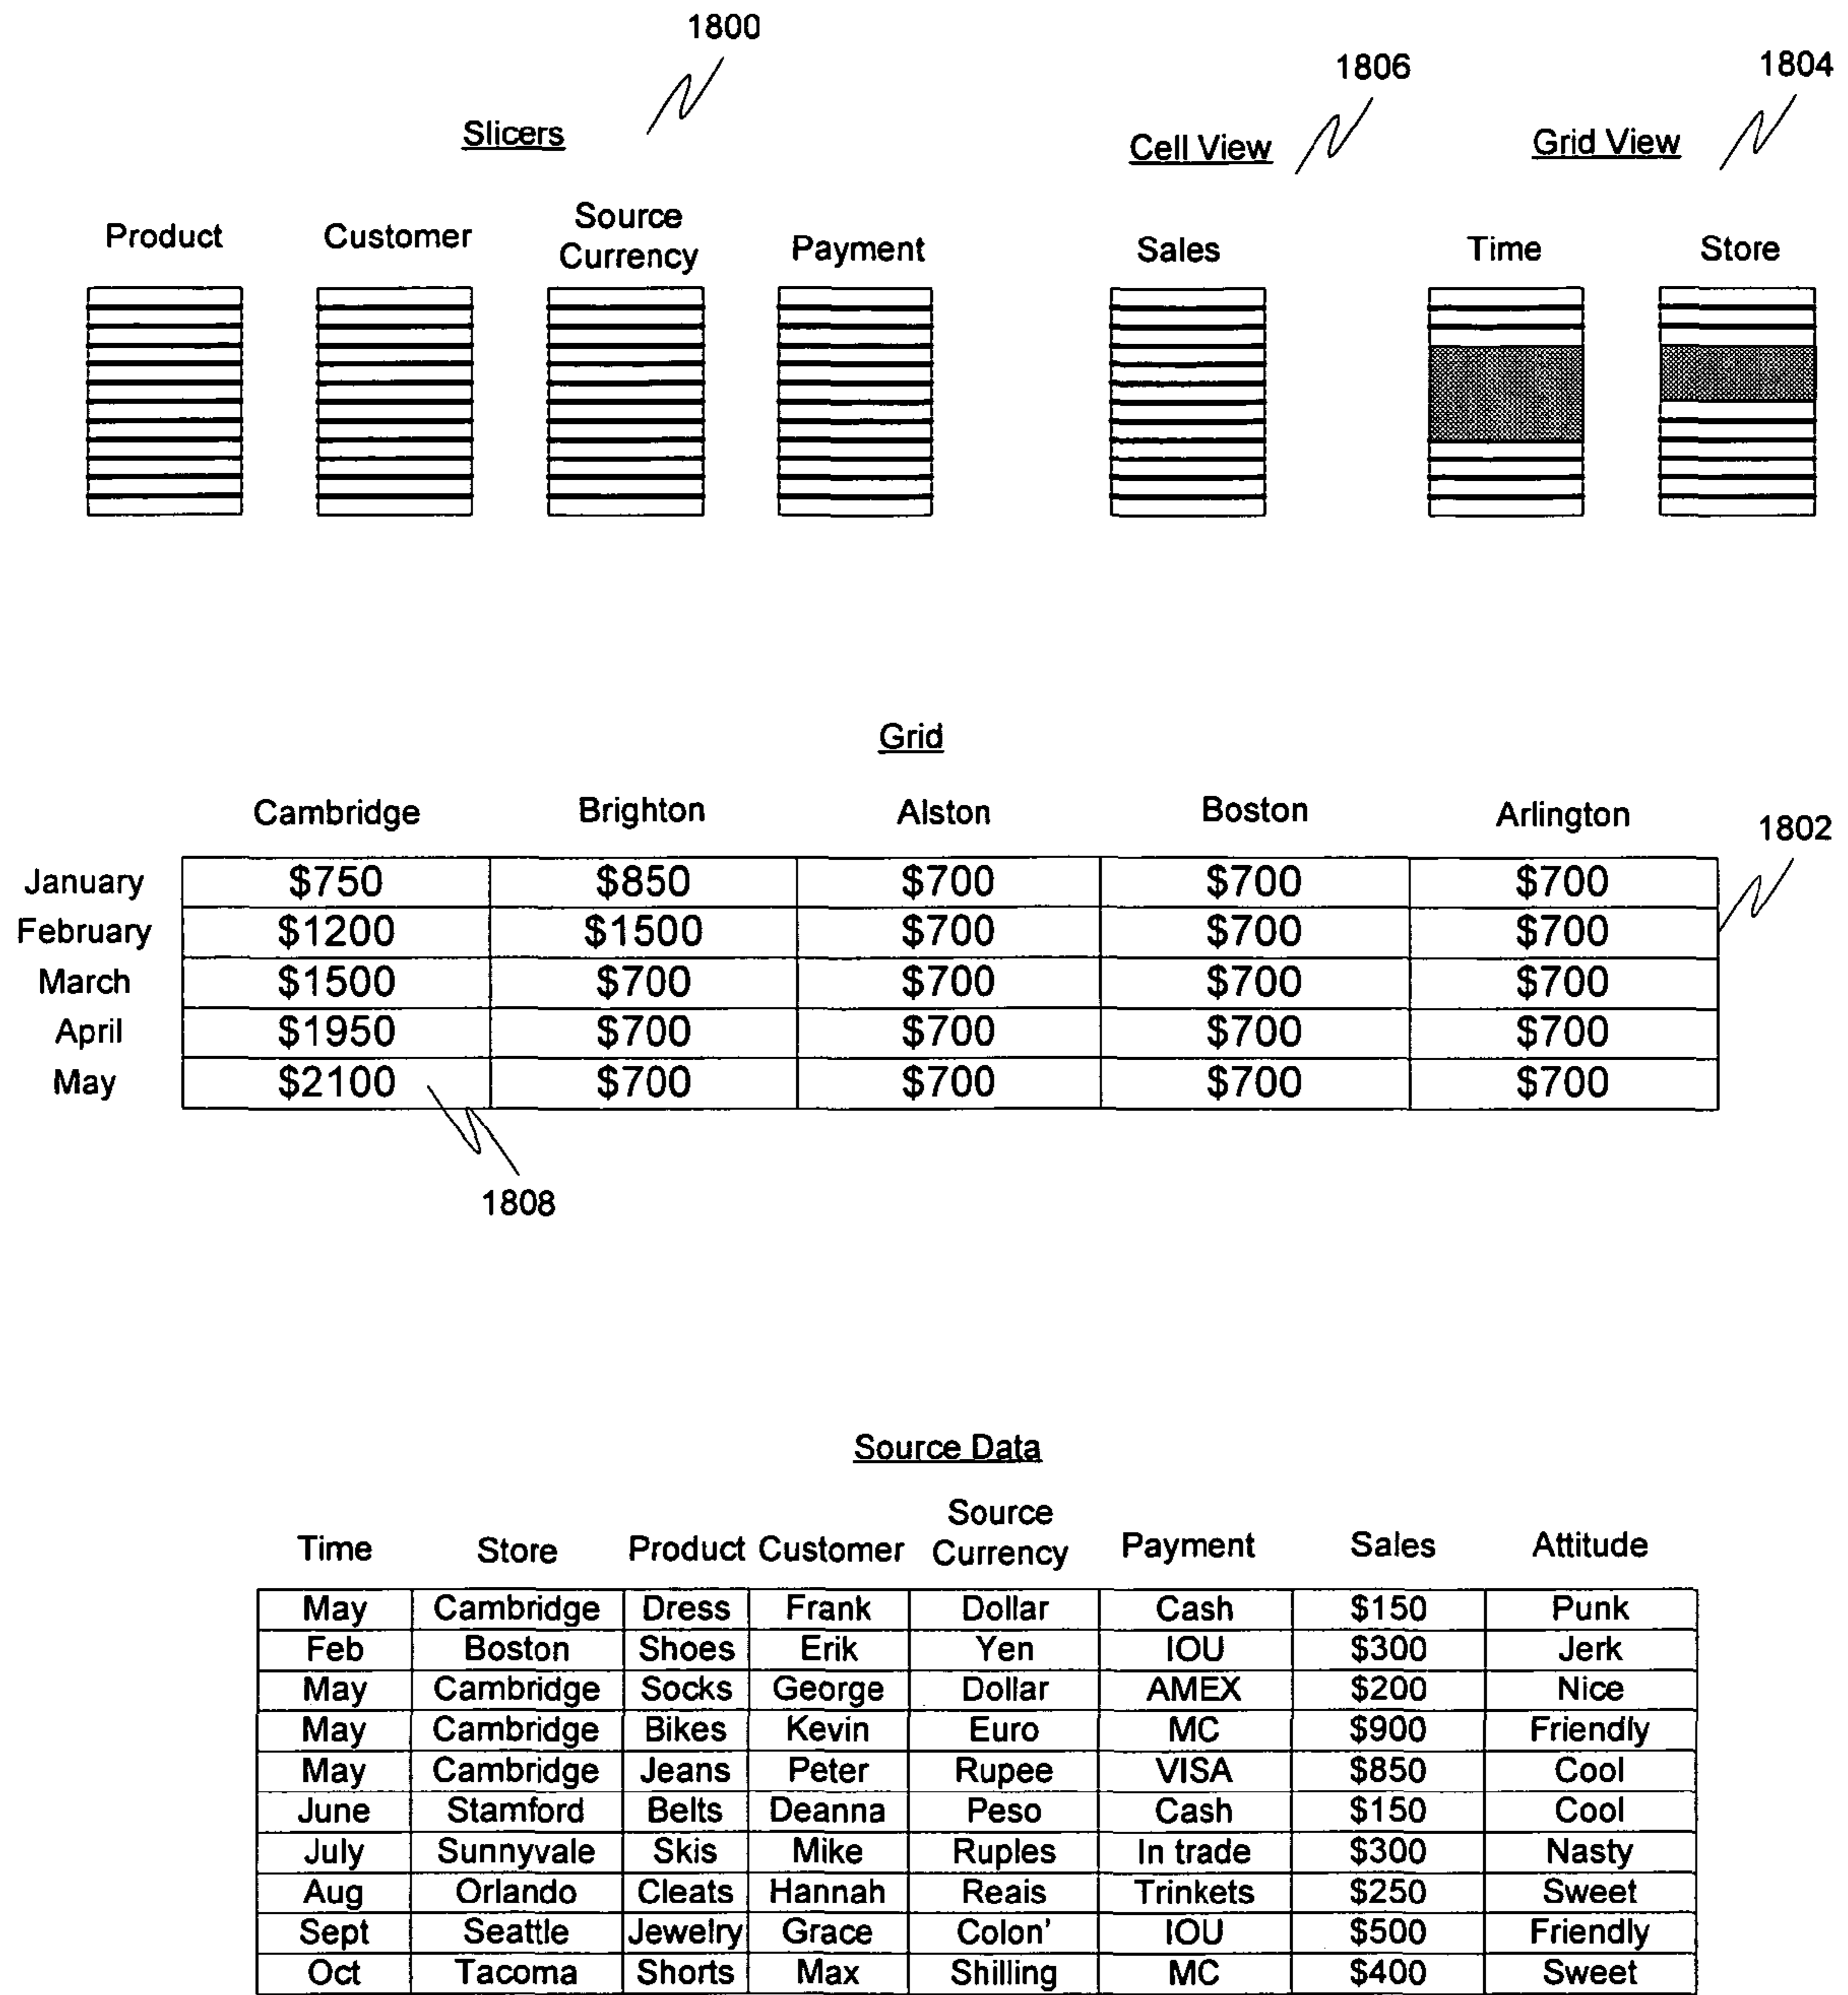 1800
1806
1804
Slicers
Cell View
Grid View
Product Customer Source Currency Payment Sales Time Store
Grid
Cambridge Brighton Alston Boston Arlington
1802
January $750 $850 $700 $700 $700
February $1200 $1500 $700 $700 $700
March $1500 $700 $700 $700 $700
April $1950 $700 $700 $700 $700
May $2100 $700 $700 $700 $700
1808
Source Data
Time Store Product Customer Source Currency Payment Sales Attitude
May Cambridge Dress Frank Dollar Cash $150 Punk
Feb Boston Shoes Erik Yen IOU $300 Jerk
May Cambridge Socks George Dollar AMEX $200 Nice
May Cambridge Bikes Kevin Euro MC $900 Friendly
May Cambridge Jeans Peter Rupee VISA $850 Cool
June Stamford Belts Deanna Peso Cash $150 Cool
July Sunnyvale Skis Mike Ruples In trade $300 Nasty
Aug Orlando Cleats Hannah Reais Trinkets $250 Sweet
Sept Seattle Jewelry Grace Colon' IOU $500 Friendly
Oct Tacoma Shorts Max Shilling MC $400 Sweet